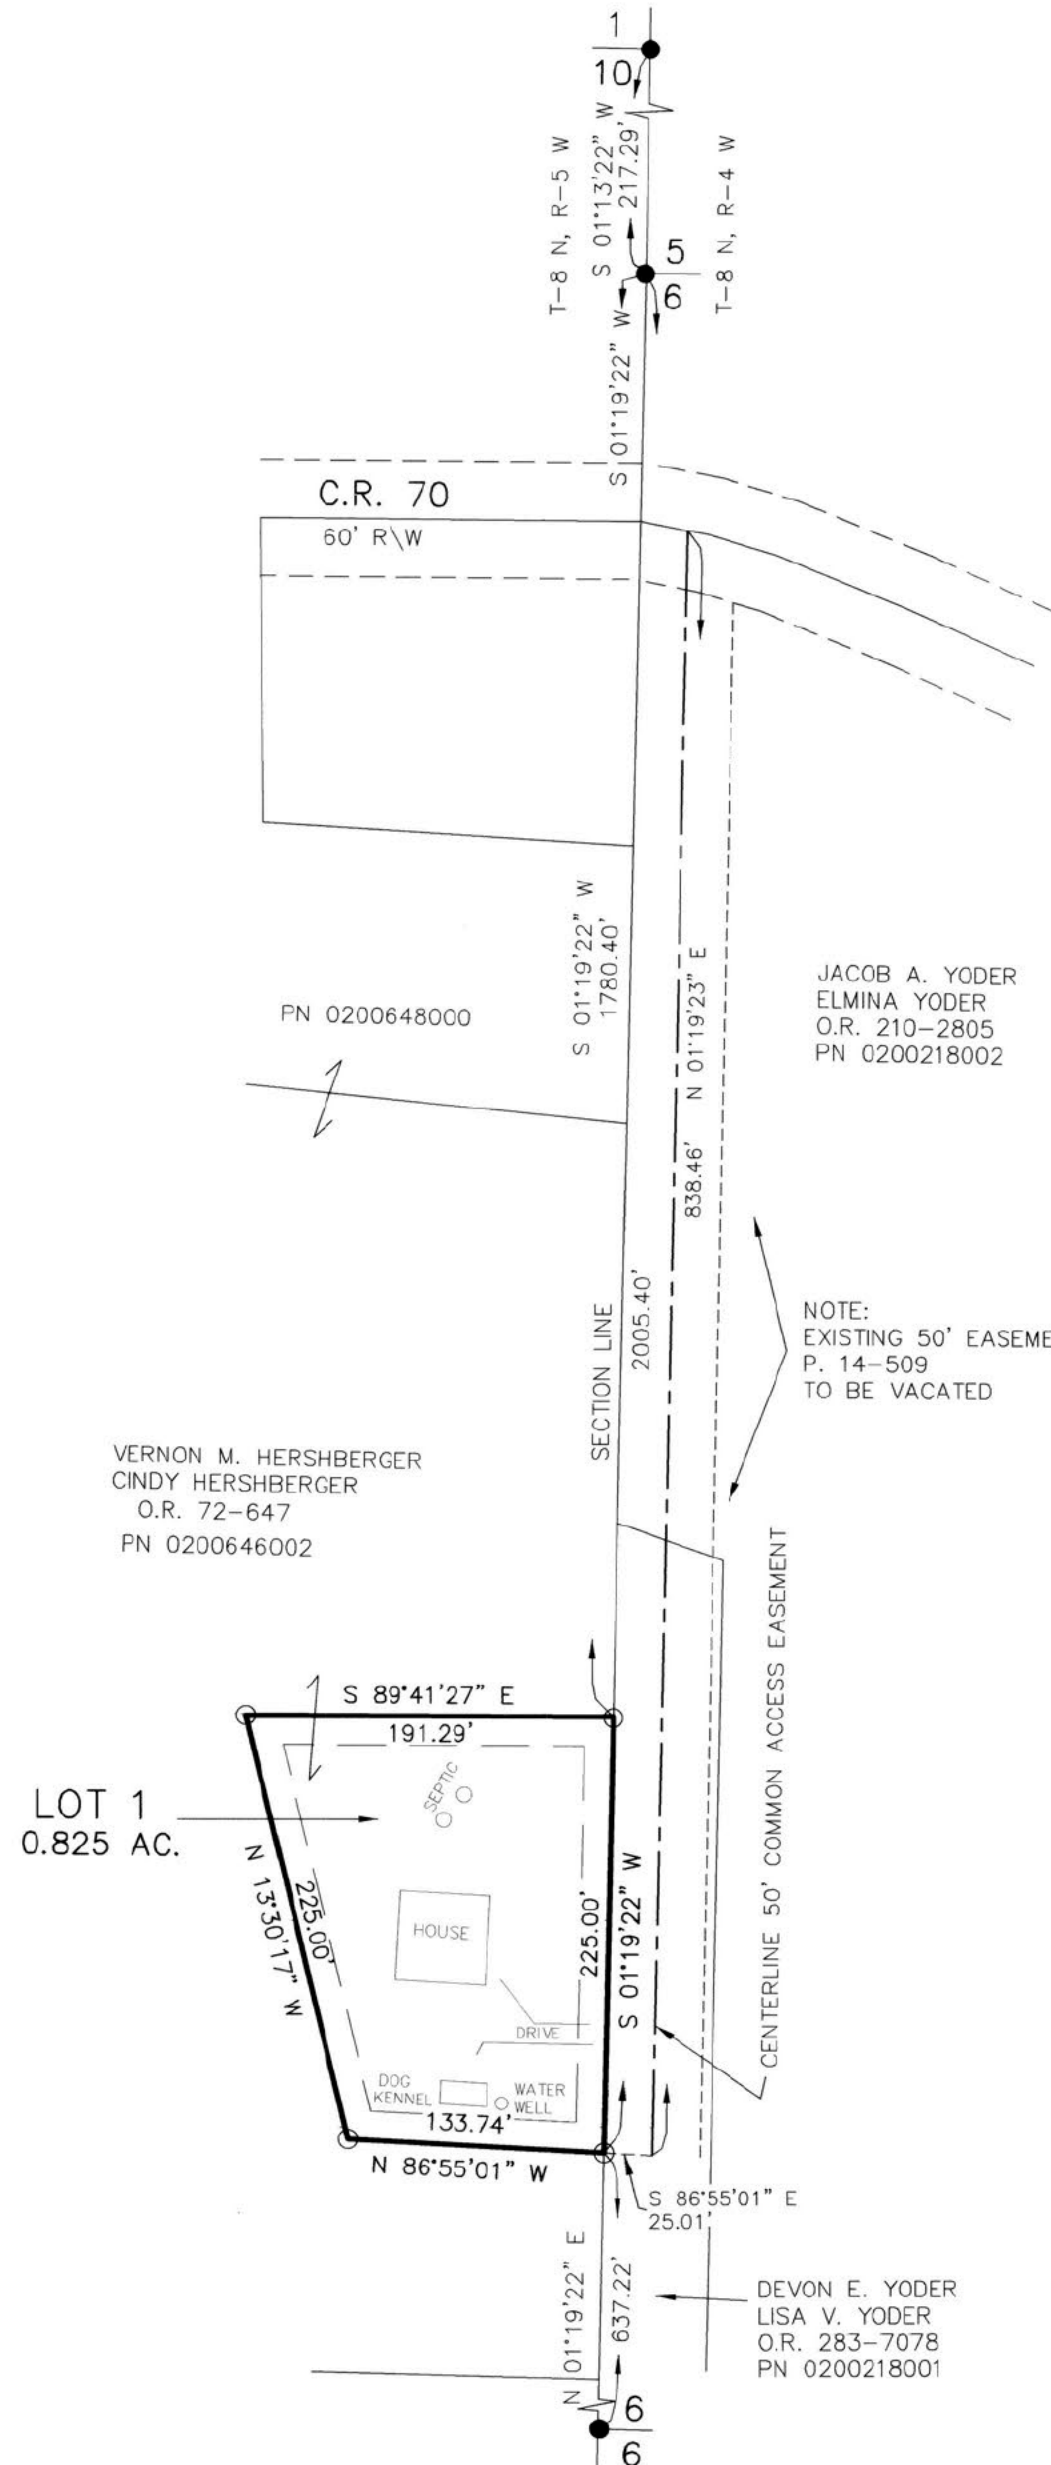 1
10
T-8 N, R-5 W
S 01°13'22" W
217.29'
T-8 N, R-4 W
5
6
S 01°19'22" W
C.R. 70
60' R\W
S 01°19'22" W
1780.40'
N 01°19'23" E
838.46'
PN 0200648000
JACOB A. YODER
ELMINA YODER
O.R. 210-2805
PN 0200218002
SECTION LINE
2005.40'
NOTE:
EXISTING 50' EASEME
P. 14-509
TO BE VACATED
VERNON M. HERSHBERGER
CINDY HERSHBERGER
O.R. 72-647
PN 0200646002
CENTERLINE 50' COMMON ACCESS EASEMENT
S 89°41'27" E
191.29'
SEPTIC
LOT 1
0.825 AC.
N 13°30'17" W
225.00'
HOUSE
225.00'
S 01°19'22" W
DRIVE
DOG
KENNEL
WATER
WELL
133.74'
N 86°55'01" W
S 86°55'01" E
25.01'
N 01°19'22" E
637.22'
DEVON E. YODER
LISA V. YODER
O.R. 283-7078
PN 0200218001
6
6